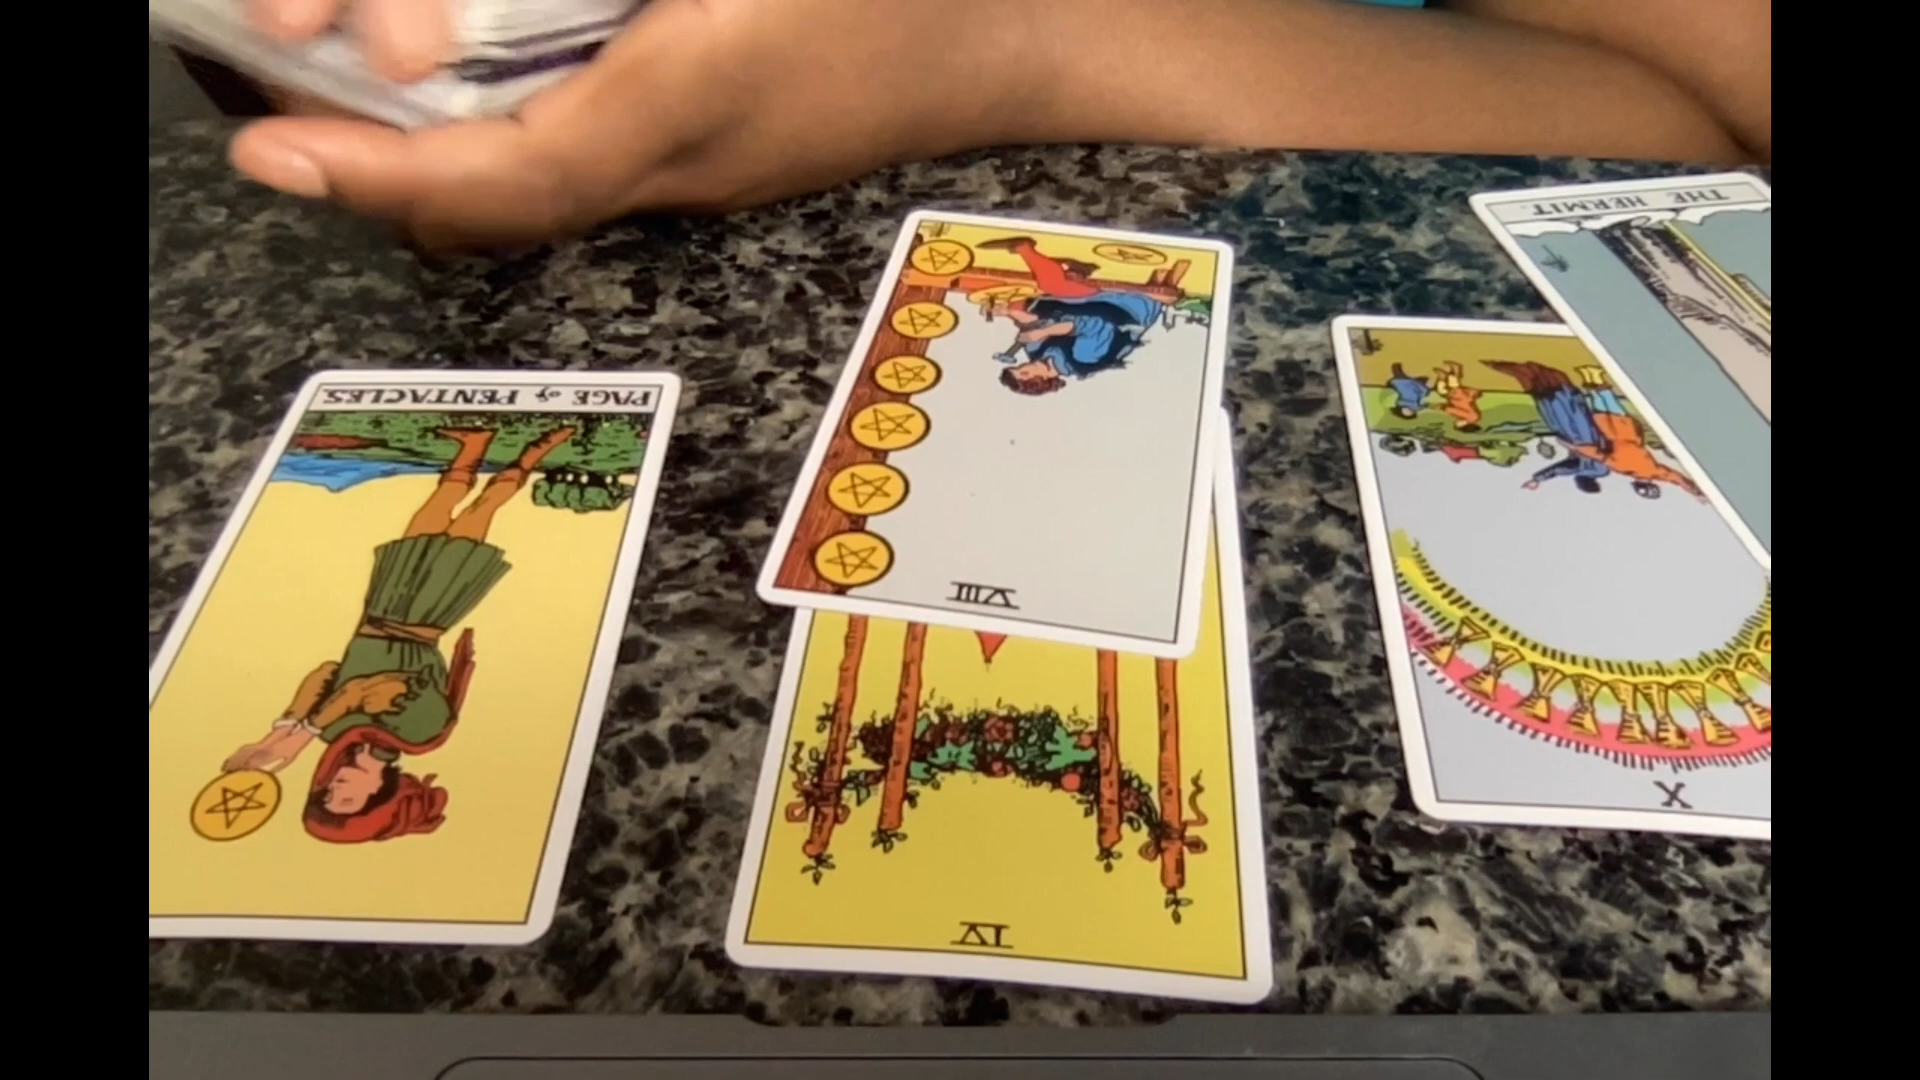 THE HERMIT.
VIII
PAGE of PENTACLES.
X
IV